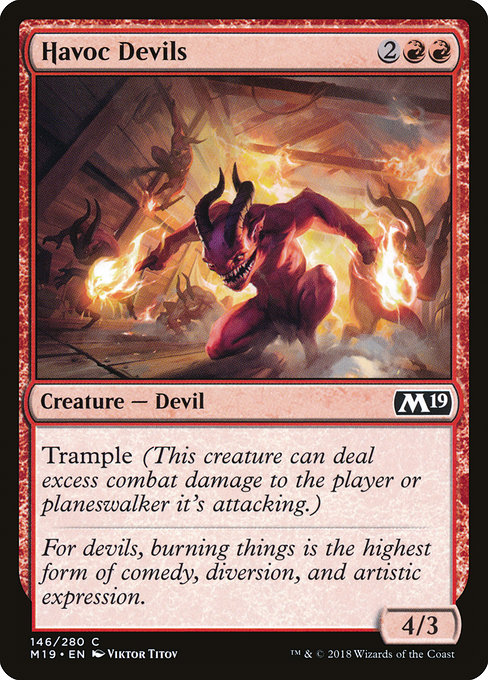 Havoc Devils 2
Creature — Devil M19
Trample (This creature can deal
excess combat damage to the player or
planeswalker it's attacking.)
For devils, burning things is the highest
form of comedy, diversion, and artistic
expression.
4/3
146/280 C
M19 • EN Viktor Titov ™ & © 2018 Wizards of the Coast